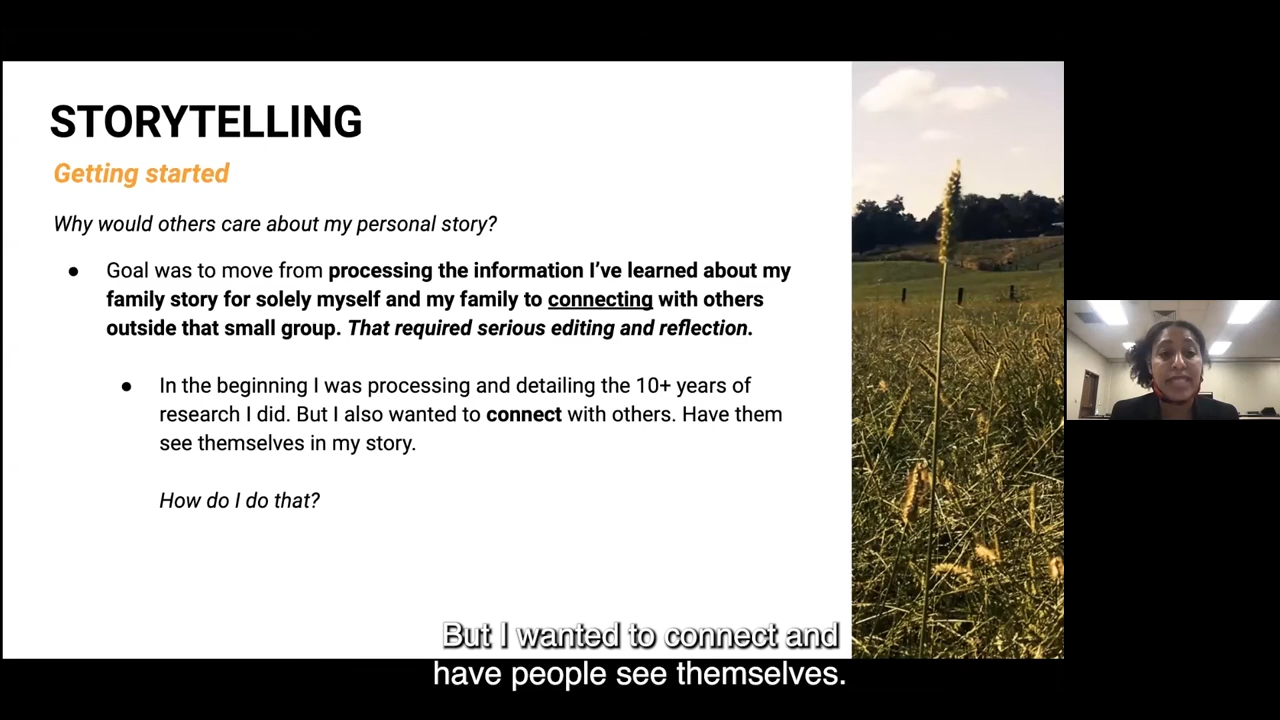 STORYTELLING
Getting started
Why would others care about my personal story?
● Goal was to move from processing the information I’ve learned about my
family story for solely myself and my family to connecting with others
outside that small group. That required serious editing and reflection.
● In the beginning I was processing and detailing the 10+ years of
research I did. But I also wanted to connect with others. Have them
see themselves in my story.
How do I do that?
But I wanted to connect and
have people see themselves.